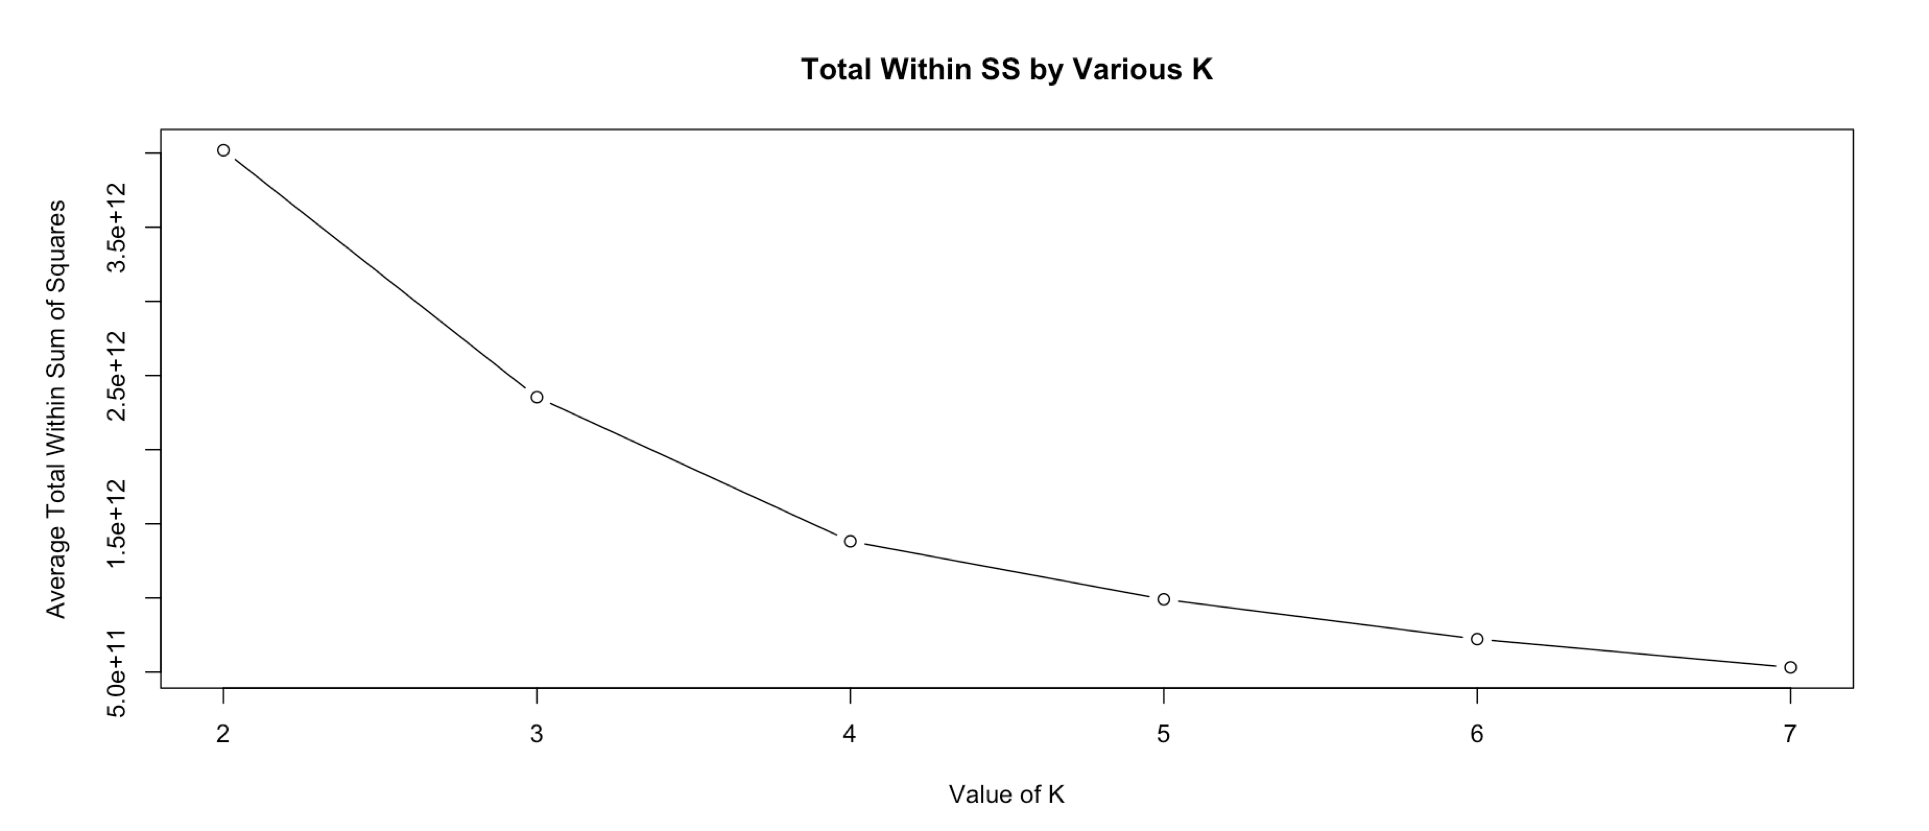 Total Within SS by Various K
Average Total Within Sum of Squares
3.5e+12
2.5e+12
1.5e+12
5.0e+11
2 3 4 5 6 7
Value of K